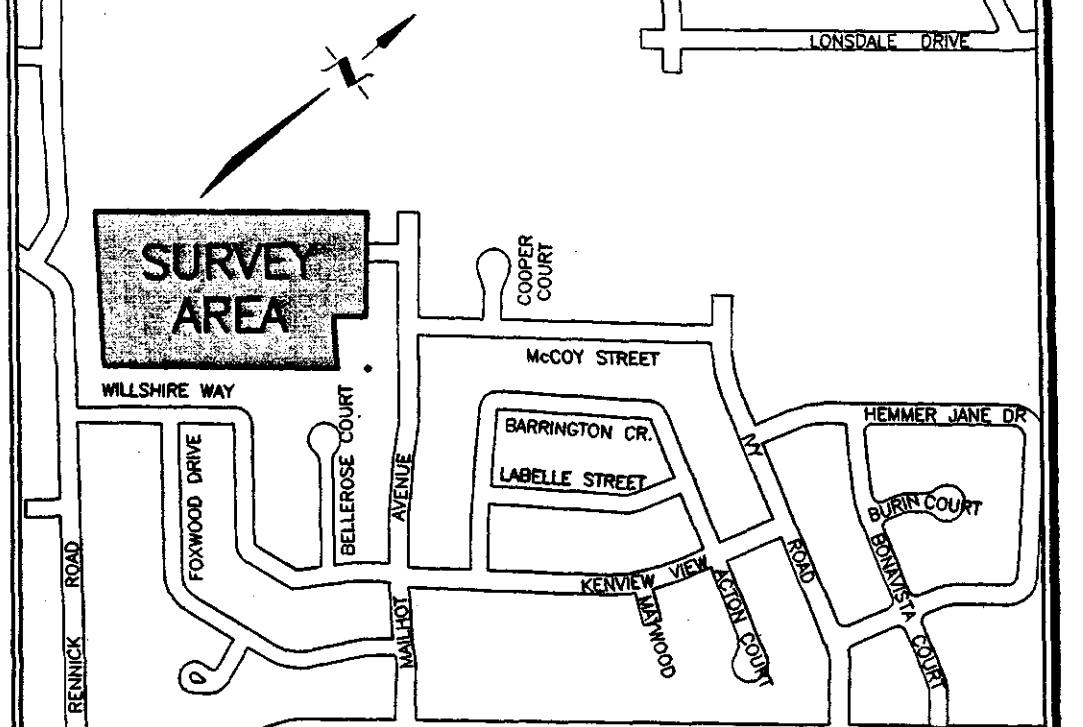 LONSDALE DRIVE
SURVEY
AREA
COOPER
COURT
McCOY STREET
WILLSHIRE WAY
BELLEROSE COURT
HEMMER JANE DR
BARRINGTON CR.
IVY
ROAD
LABELLE STREET
FOXWOOD DRIVE
MAILHOT
AVENUE
BURIN COURT
RENNICK ROAD
KENVIEW VIEW
BONAVISTA COURT
MAYWOOD
ACTON COURT